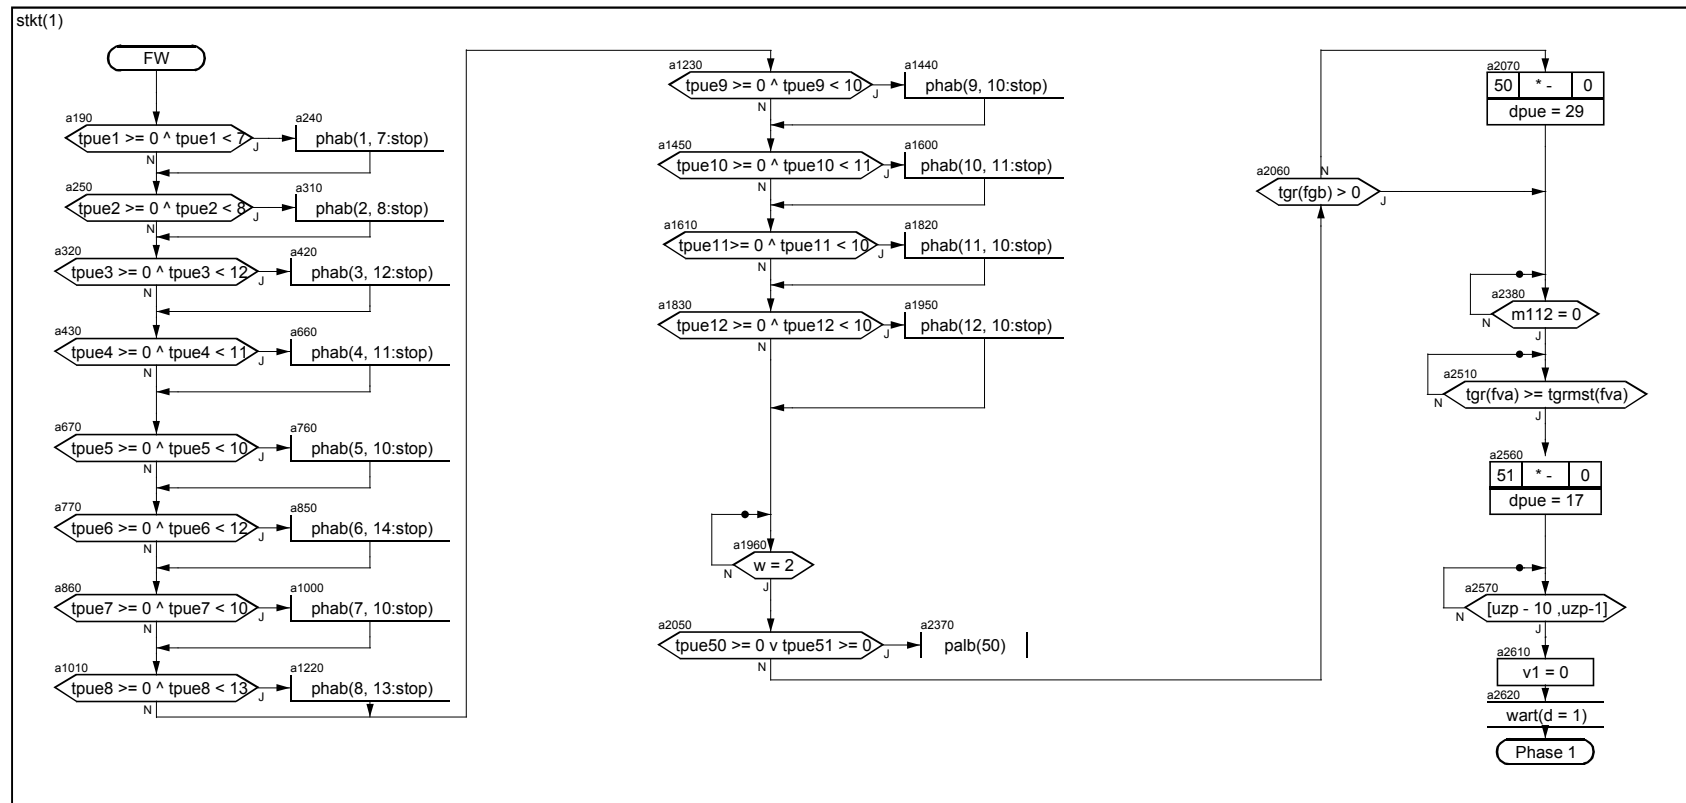 stkt(1)
FW
a190
tpue1 >= 0 ^ tpue1 < 7
J
N
a240
phab(1, 7:stop)
a250
tpue2 >= 0 ^ tpue2 < 8
J
N
a310
phab(2, 8:stop)
a320
tpue3 >= 0 ^ tpue3 < 12
J
N
a420
phab(3, 12:stop)
a430
tpue4 >= 0 ^ tpue4 < 11
J
N
a660
phab(4, 11:stop)
a670
tpue5 >= 0 ^ tpue5 < 10
J
N
a760
phab(5, 10:stop)
a770
tpue6 >= 0 ^ tpue6 < 12
J
N
a850
phab(6, 14:stop)
a860
tpue7 >= 0 ^ tpue7 < 10
J
N
a1000
phab(7, 10:stop)
a1010
tpue8 >= 0 ^ tpue8 < 13
J
N
a1220
phab(8, 13:stop)
a1230
tpue9 >= 0 ^ tpue9 < 10
J
N
a1440
phab(9, 10:stop)
a1450
tpue10 >= 0 ^ tpue10 < 11
J
N
a1600
phab(10, 11:stop)
a1610
tpue11>= 0 ^ tpue11 < 10
J
N
a1820
phab(11, 10:stop)
a1830
tpue12 >= 0 ^ tpue12 < 10
J
N
a1950
phab(12, 10:stop)
a1960
w = 2
N
J
a2050
tpue50 >= 0 v tpue51 >= 0
J
N
a2370
palb(50)
a2060
N
tgr(fgb) > 0
J
a2070
50 * - 0
dpue = 29
a2380
m112 = 0
N
J
a2510
tgr(fva) >= tgrmst(fva)
N
J
a2560
51 * - 0
dpue = 17
a2570
[uzp - 10 ,uzp-1]
N
J
a2610
v1 = 0
a2620
wart(d = 1)
Phase 1